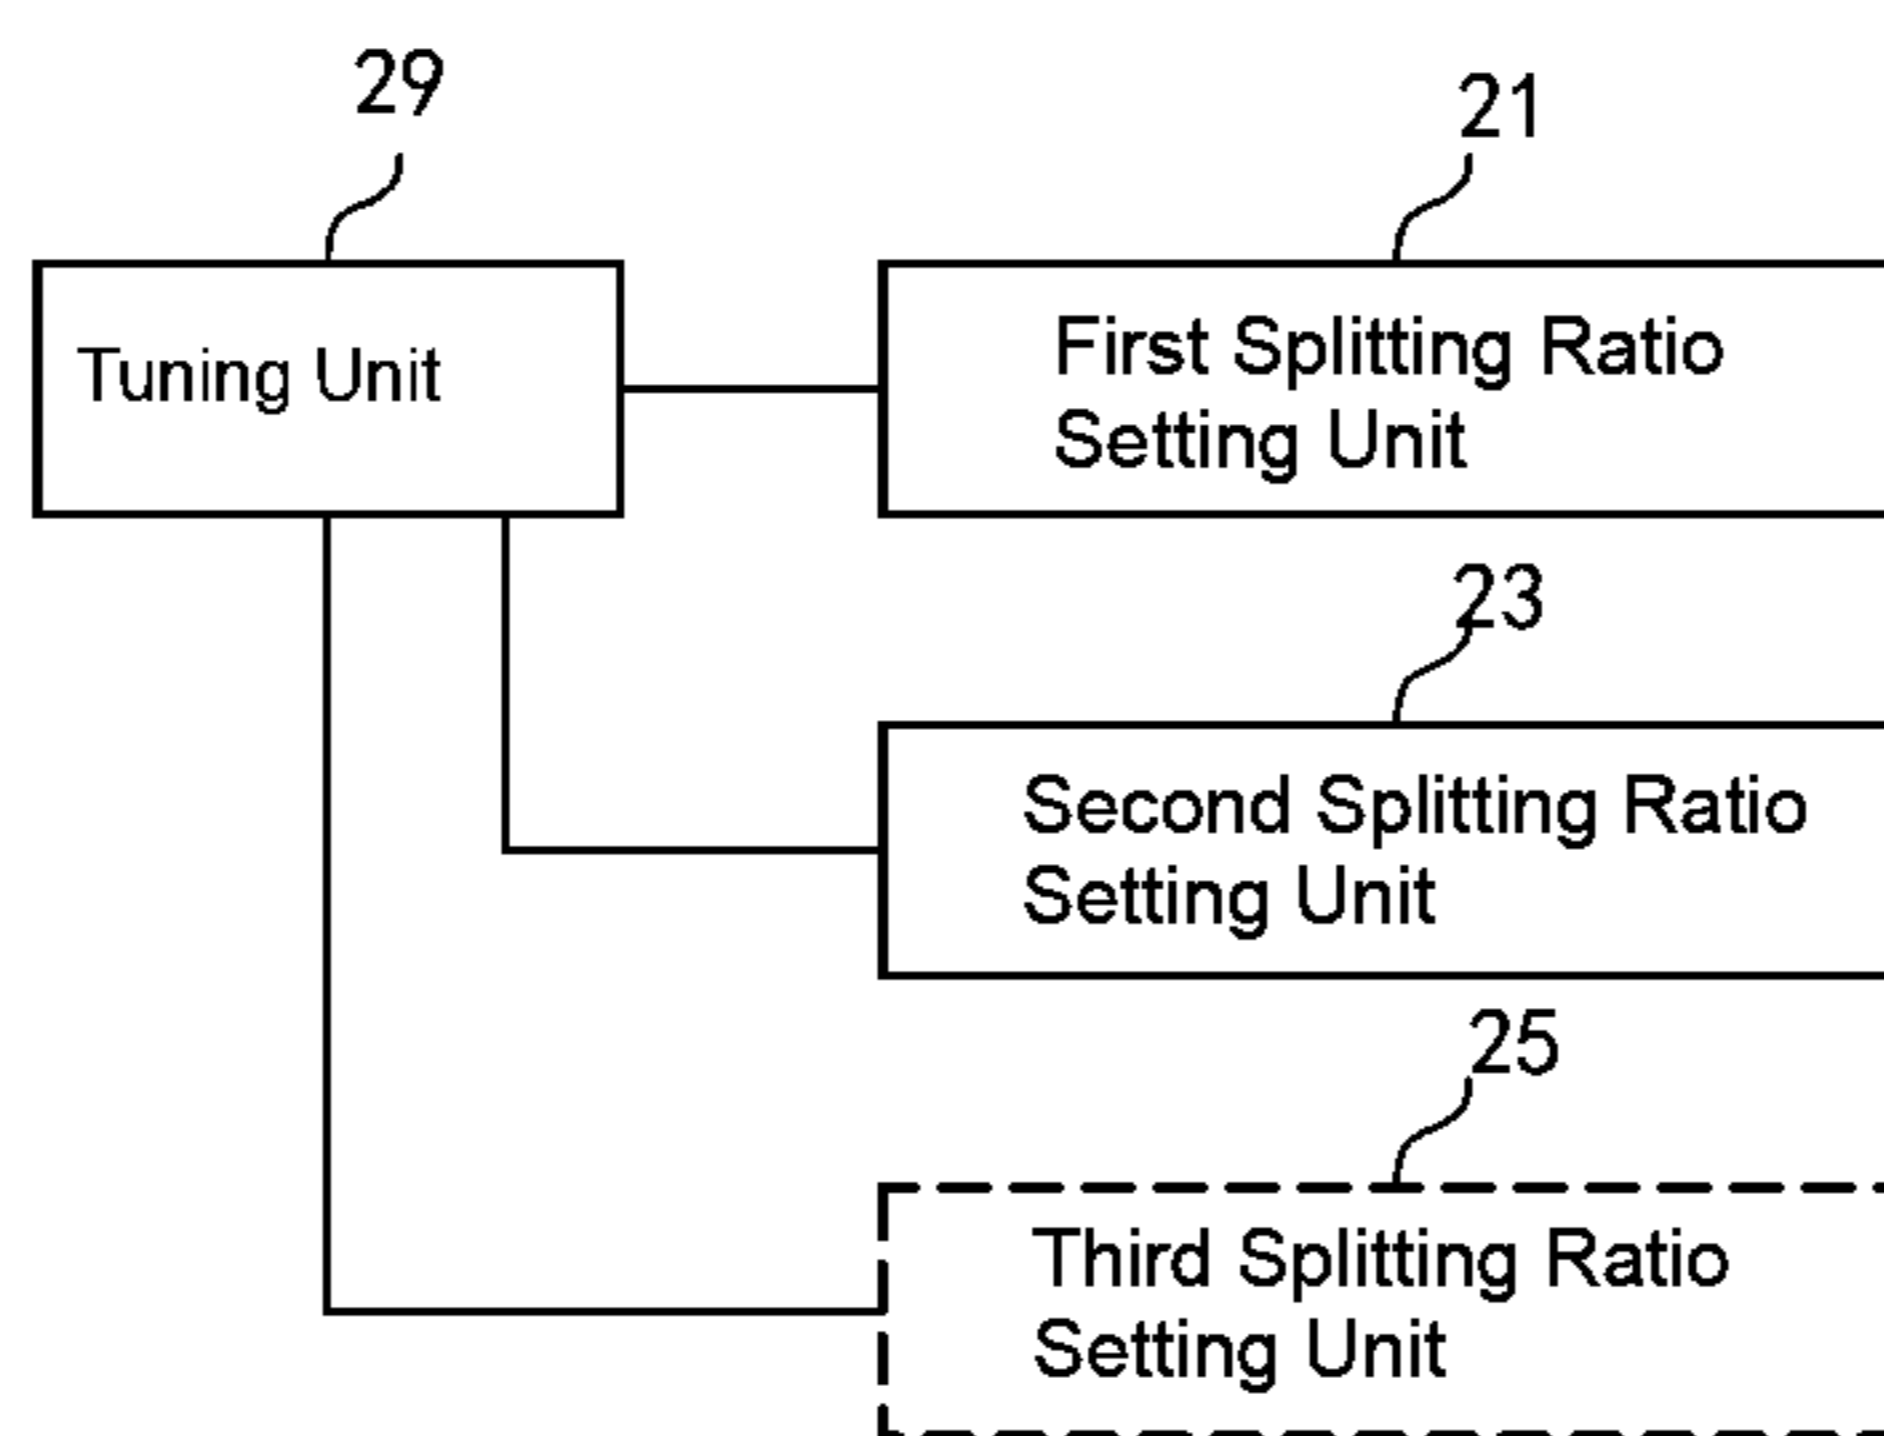 29
21
Tuning Unit
First Splitting Ratio
Setting Unit
23
Second Splitting Ratio
Setting Unit
25
Third Splitting Ratio
Setting Unit